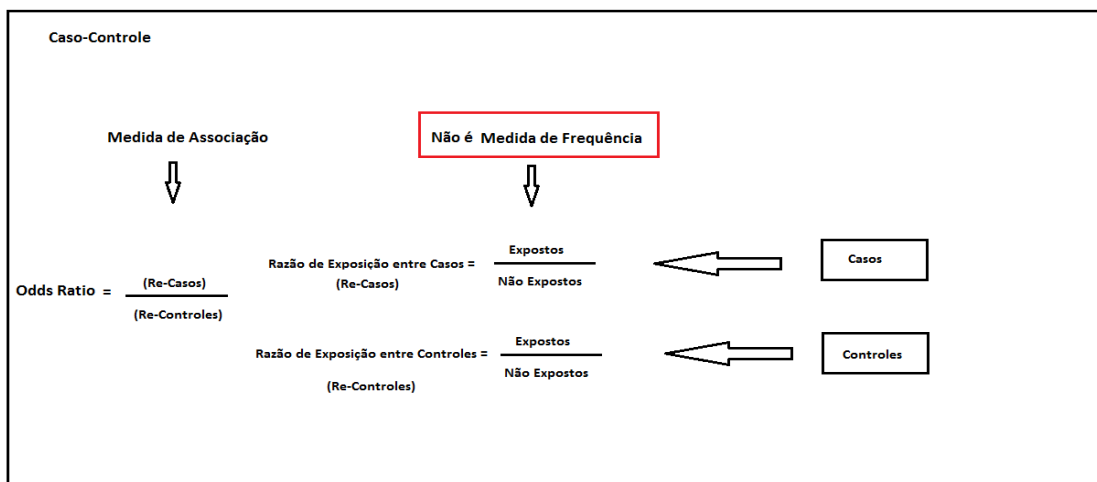 Caso-Controle
Medida de Associação
Não é Medida de Frequência
Odds Ratio =
(Re-Casos)
(Re-Controles)
Razão de Exposição entre Casos =
(Re-Casos)
Expostos
Não Expostos
Casos
Razão de Exposição entre Controles =
(Re-Controles)
Expostos
Não Expostos
Controles